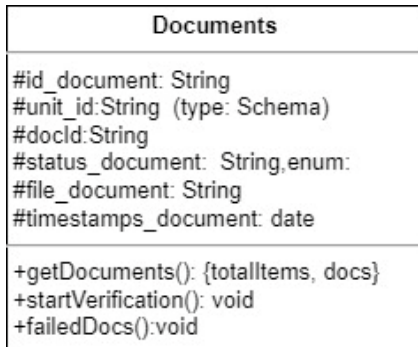 Documents
#id_document: String
#unit_id:String (type: Schema)
#docId:String
#status_document: String,enum:
#file_document: String
#timestamps_document: date
+getDocuments(): {totalItems, docs}
+startVerification(): void
+failedDocs():void